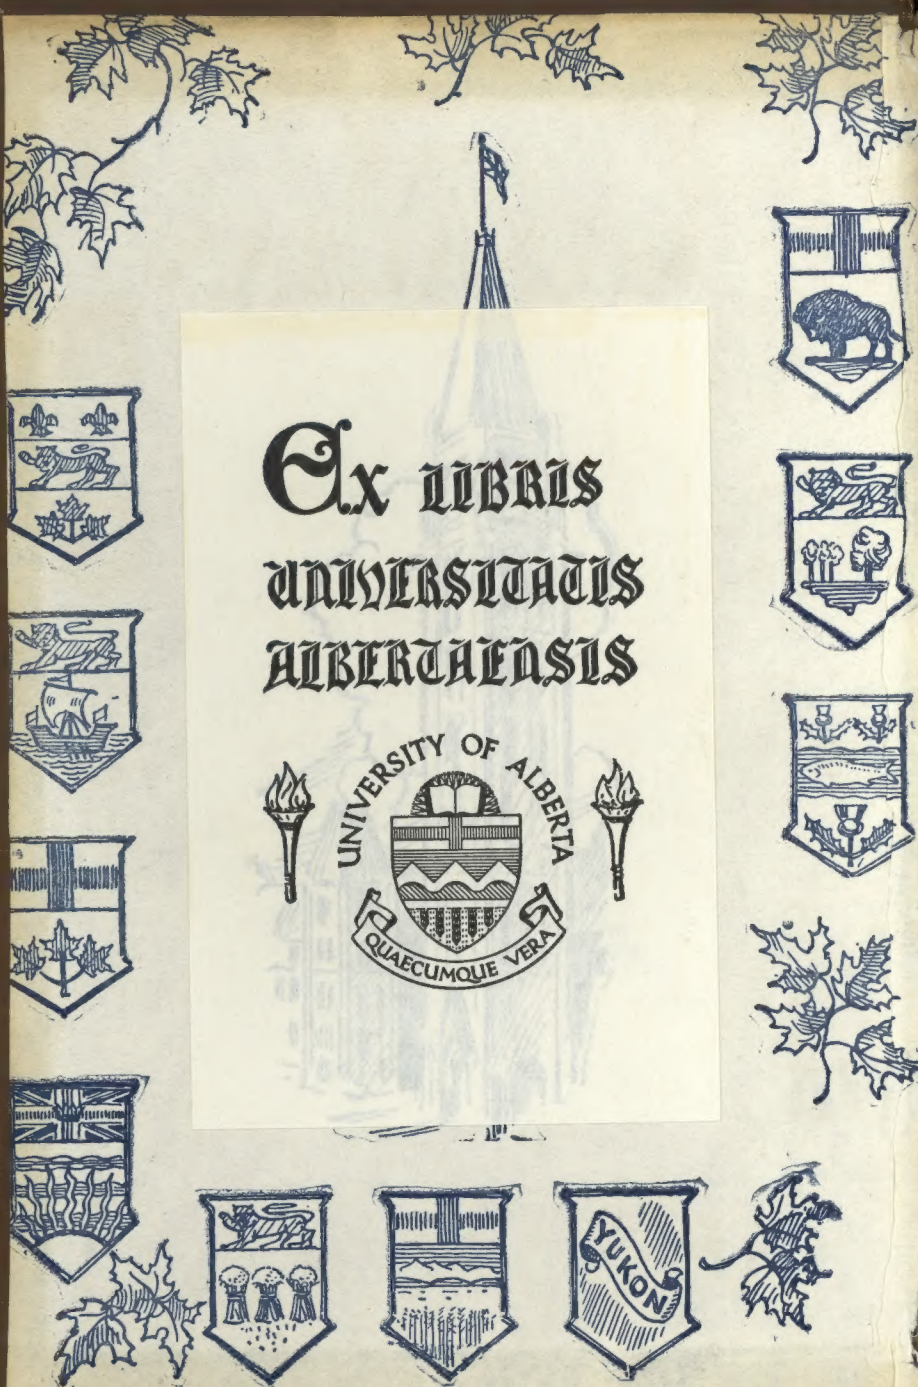 Ex LIBRIS
UNIVERSITATIS
ALBERTAENSIS
UNIVERSITY OF ALBERTA
QUAECUMQUE VERA
YUKON